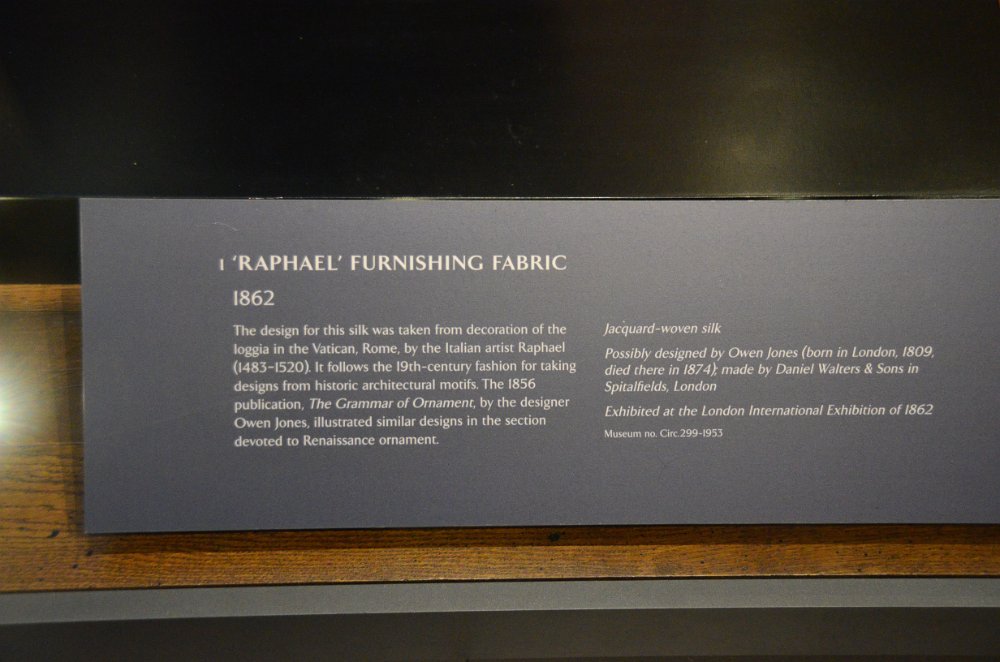 1 ‘RAPHAEL’ FURNISHING FABRIC
1862
The design for this silk was taken from decoration of the
loggia in the Vatican, Rome, by the Italian artist Raphael
(1483–1520). It follows the 19th-century fashion for taking
designs from historic architectural motifs. The 1856
publication, The Grammar of Ornament, by the designer
Owen Jones, illustrated similar designs in the section
devoted to Renaissance ornament.
Jacquard-woven silk
Possibly designed by Owen Jones (born in London, 1809,
died there in 1874); made by Daniel Walters & Sons in
Spitalfields, London
Exhibited at the London International Exhibition of 1862
Museum no. Circ.299-1953